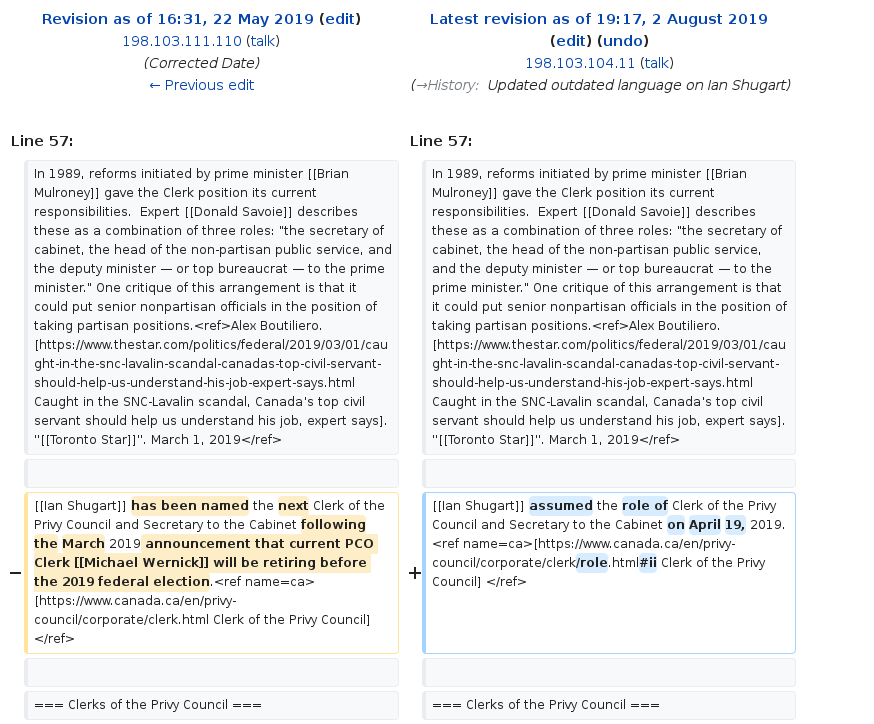 Revision as of 16:31, 22 May 2019 (edit)
198.103.111.110 (talk)
(Corrected Date)
← Previous edit
Latest revision as of 19:17, 2 August 2019
(edit) (undo)
198.103.104.11 (talk)
(→History: Updated outdated language on Ian Shugart)
Line 57:
In 1989, reforms initiated by prime minister [[Brian
Mulroney]] gave the Clerk position its current
responsibilities.  Expert [[Donald Savoie]] describes
these as a combination of three roles: "the secretary of
cabinet, the head of the non-partisan public service, and
the deputy minister — or top bureaucrat — to the prime
minister." One critique of this arrangement is that it
could put senior nonpartisan officials in the position of
taking partisan positions.<ref>Alex Boutiliero.
[https://www.thestar.com/politics/federal/2019/03/01/cau
ght-in-the-snc-lavalin-scandal-canadas-top-civil-servant-
should-help-us-understand-his-job-expert-says.html
Caught in the SNC-Lavalin scandal, Canada's top civil
servant should help us understand his job, expert says].
''[[Toronto Star]]''. March 1, 2019</ref>
− [[Ian Shugart]] has been named the next Clerk of the
Privy Council and Secretary to the Cabinet following
the March 2019 announcement that current PCO
Clerk [[Michael Wernick]] will be retiring before
the 2019 federal election.<ref name=ca>
[https://www.canada.ca/en/privy-
council/corporate/clerk.html Clerk of the Privy Council]
</ref>
=== Clerks of the Privy Council ===
Line 57:
In 1989, reforms initiated by prime minister [[Brian
Mulroney]] gave the Clerk position its current
responsibilities.  Expert [[Donald Savoie]] describes
these as a combination of three roles: "the secretary of
cabinet, the head of the non-partisan public service,
and the deputy minister — or top bureaucrat — to the
prime minister." One critique of this arrangement is that
it could put senior nonpartisan officials in the position of
taking partisan positions.<ref>Alex Boutiliero.
[https://www.thestar.com/politics/federal/2019/03/01/cau
ght-in-the-snc-lavalin-scandal-canadas-top-civil-servant-
should-help-us-understand-his-job-expert-says.html
Caught in the SNC-Lavalin scandal, Canada's top civil
servant should help us understand his job, expert says].
''[[Toronto Star]]''. March 1, 2019</ref>
+ [[Ian Shugart]] assumed the role of Clerk of the Privy
Council and Secretary to the Cabinet on April 19, 2019.
<ref name=ca>[https://www.canada.ca/en/privy-
council/corporate/clerk/role.html#ii Clerk of the Privy
Council] </ref>
=== Clerks of the Privy Council ===